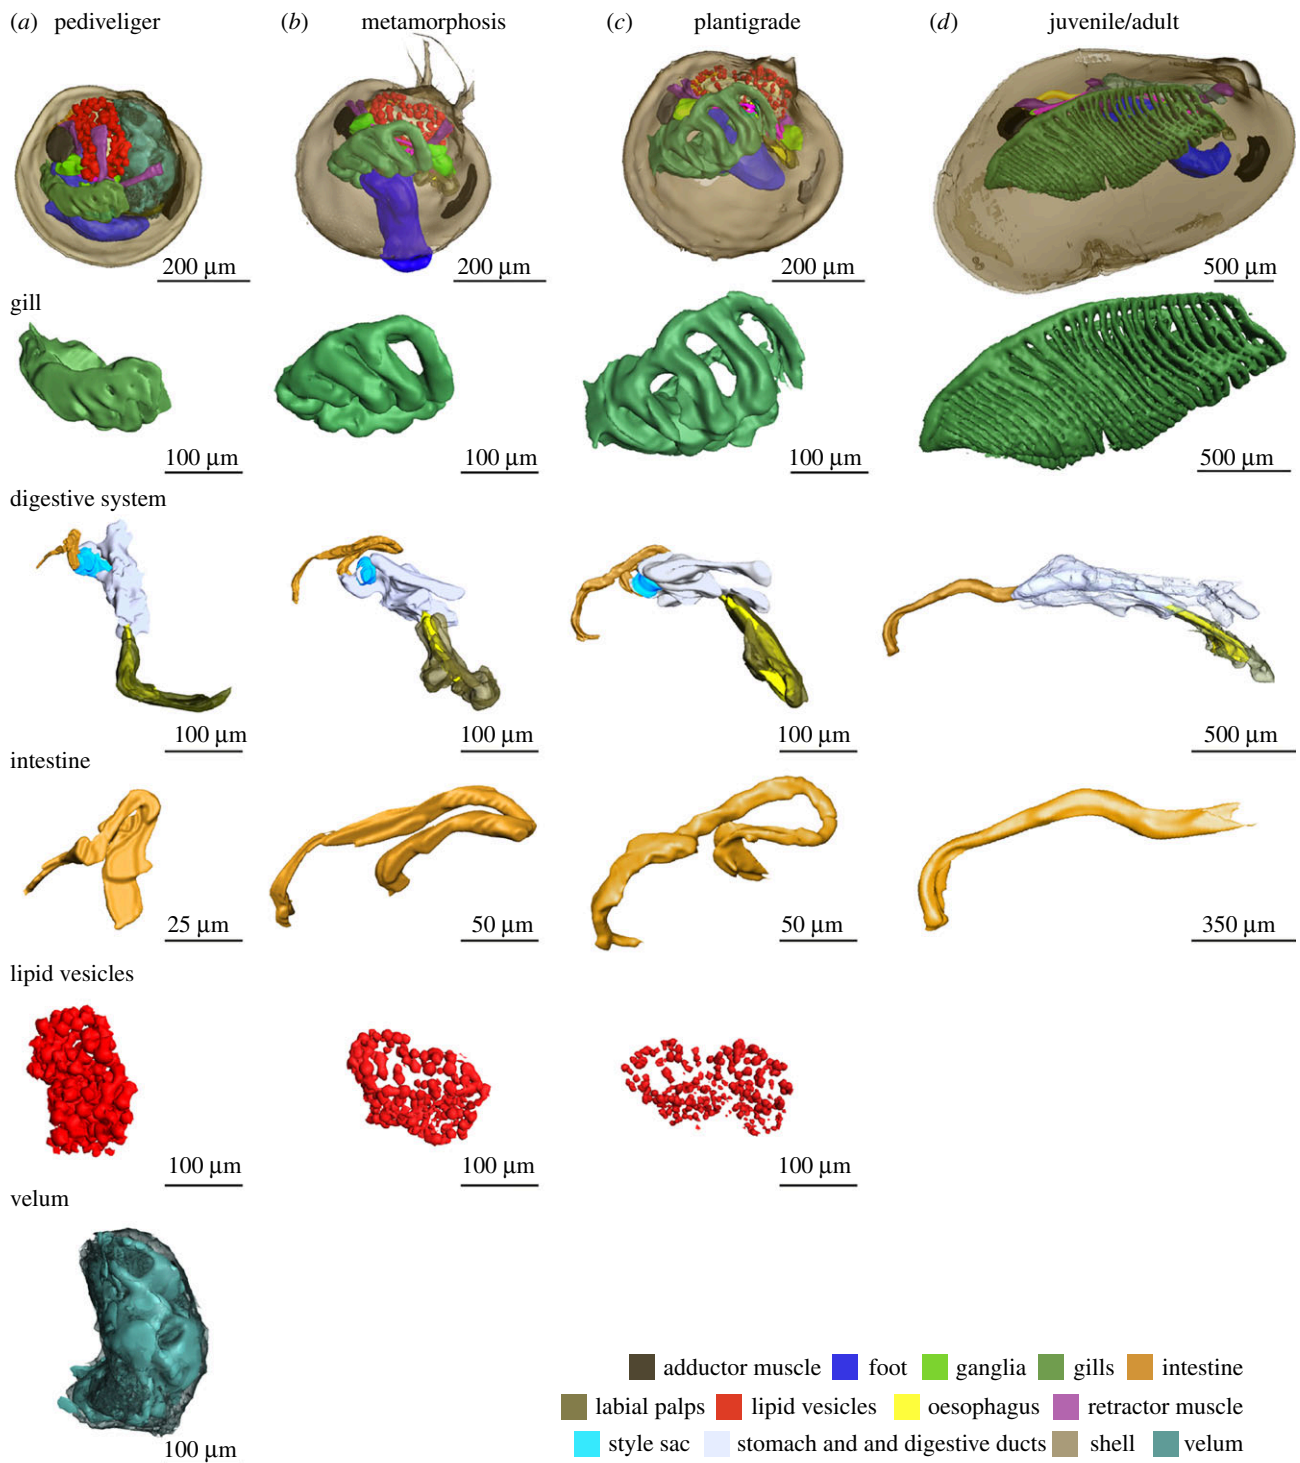 (a) pediveliger (b) metamorphosis (c) plantigrade (d) juvenile/adult
200 μm 200 μm 200 μm 500 μm
gill
100 μm 100 μm 100 μm 500 μm
digestive system
100 μm 100 μm 100 μm 500 μm
intestine
25 μm 50 μm 50 μm 350 μm
lipid vesicles
100 μm 100 μm 100 μm
velum
100 μm
adductor muscle foot ganglia gills intestine
labial palps lipid vesicles oesophagus retractor muscle
style sac stomach and and digestive ducts shell velum